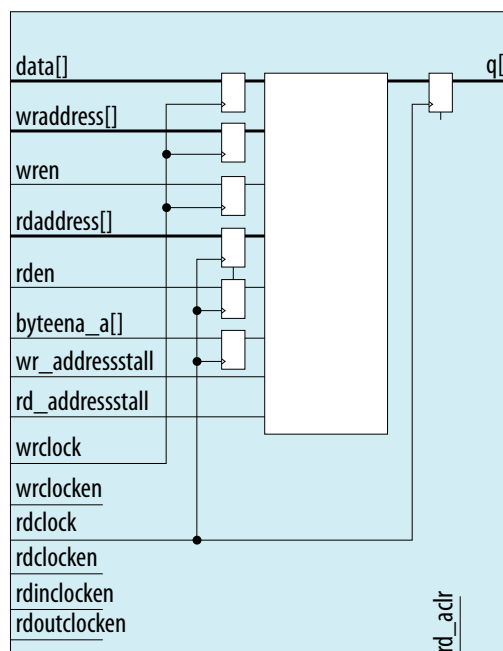 data[]
q[
wraddress[]
wren
rdaddress[]
rden
byteena_a[]
wr_addressstall
rd_addressstall
wrclock
wrclocken
rdclock
rdclocken
rdinclocken
rdoutclocken
rd_aclr